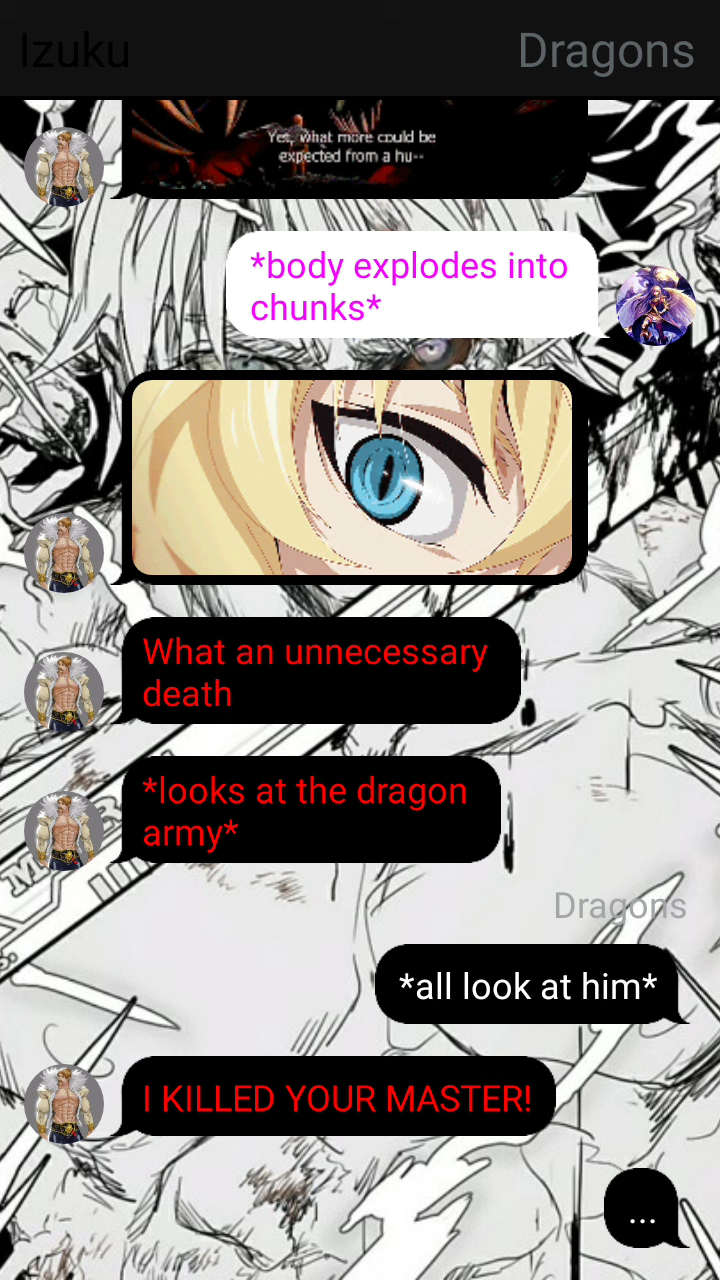 Izuku
Dragons
Yes, what more could be
expected from a hu--
*body explodes into
chunks*
What an unnecessary
death
*looks at the dragon
army*
Dragons
*all look at him*
I KILLED YOUR MASTER!
...